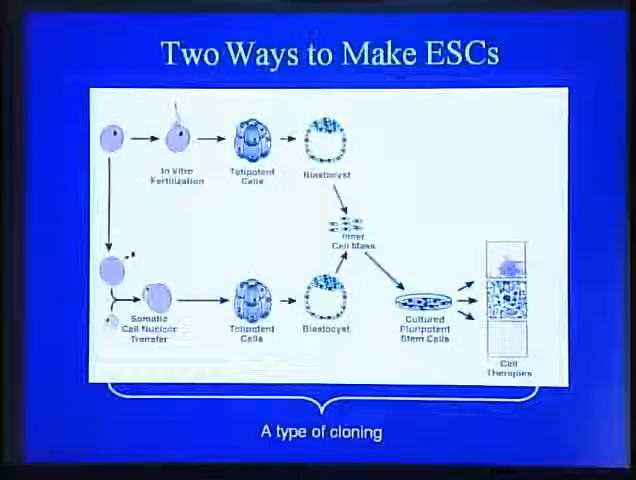 Two Ways to Make ESCs
In Vitro
Fertilization
Totipotent
Cells
Blastocyst
Inner
Cell Mass
Somatic
Cell Nuclear
Transfer
Totipotent
Cells
Blastocyst
Cultured
Pluripotent
Stem Cells
Cell
Therapies
A type of cloning